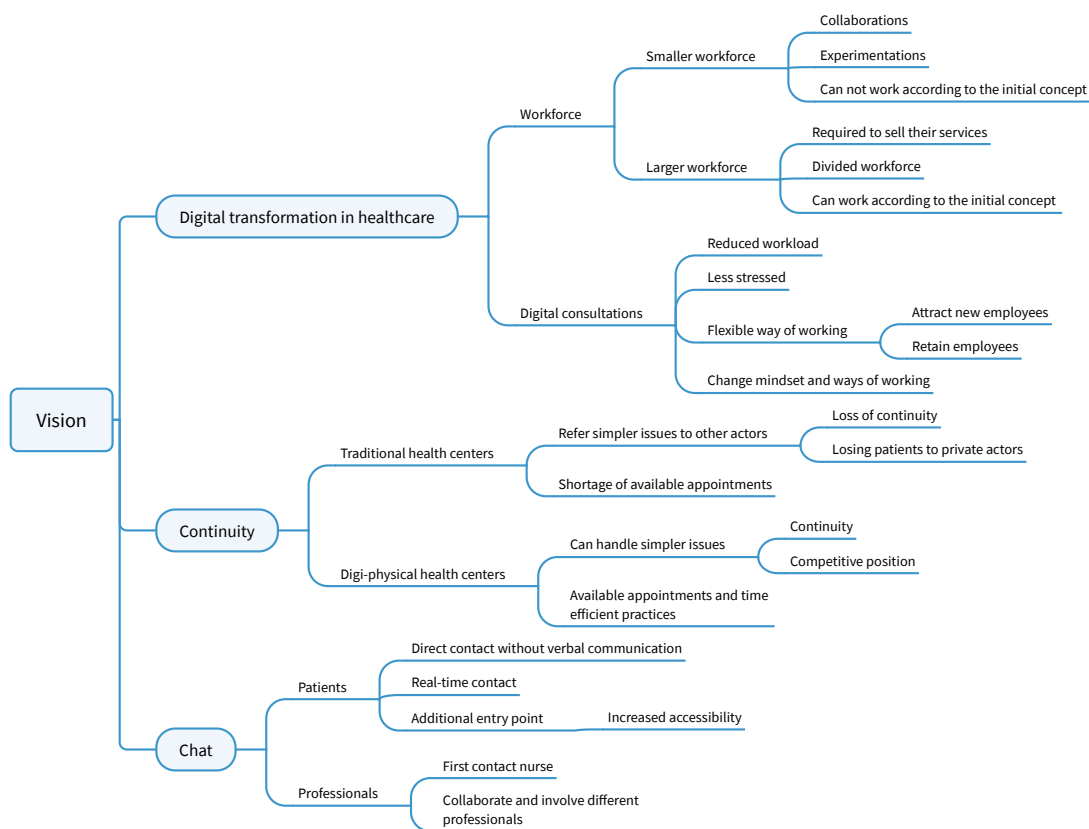 Vision
Digital transformation in healthcare
Workforce
Smaller workforce
Collaborations
Experimentations
Can not work according to the initial concept
Larger workforce
Required to sell their services
Divided workforce
Can work according to the initial concept
Digital consultations
Reduced workload
Less stressed
Flexible way of working
Attract new employees
Retain employees
Change mindset and ways of working
Continuity
Traditional health centers
Refer simpler issues to other actors
Loss of continuity
Losing patients to private actors
Shortage of available appointments
Digi-physical health centers
Can handle simpler issues
Continuity
Competitive position
Available appointments and time
efficient practices
Chat
Patients
Direct contact without verbal communication
Real-time contact
Additional entry point
Increased accessibility
Professionals
First contact nurse
Collaborate and involve different
professionals